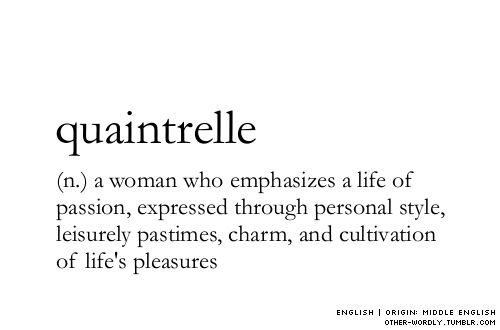 quaintrelle
(n.) a woman who emphasizes a life of
passion, expressed through personal style,
leisurely pastimes, charm, and cultivation
of life's pleasures
ENGLISH | ORIGIN: MIDDLE ENGLISH
OTHER-WORDLY.TUMBLR.COM